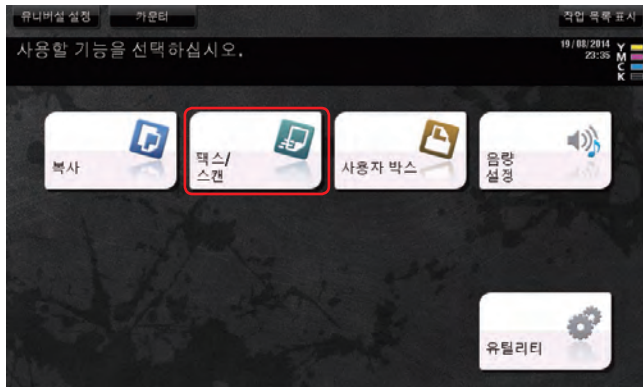 유니버설 설정
카운터
작업 목록 표시
사용할 기능을 선택하십시오.
19/08/2014
23:35
Y
M
C
K
복사
팩스/
스캔
사용자 박스
음량
설정
유틸리티